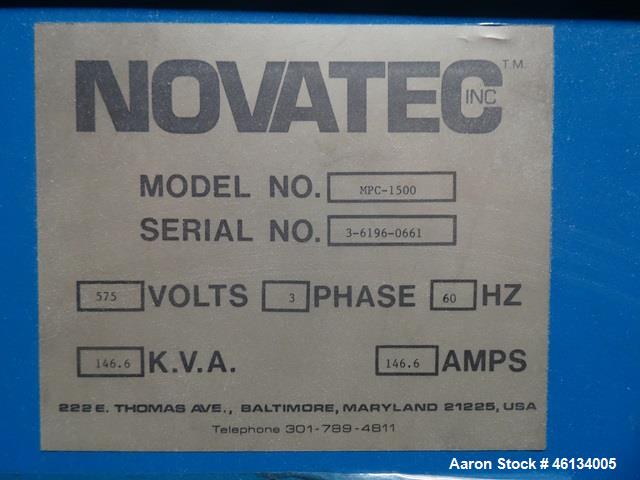 NOVATEC INC ™
MODEL NO. MPC-1500
SERIAL NO. 3-6196-0661
575 VOLTS 3 PHASE 60 HZ
146.6 K.V.A. 146.6 AMPS
222 E. THOMAS AVE., BALTIMORE, MARYLAND 21225, USA
Telephone 301-789-4811
Aaron Stock # 46134005